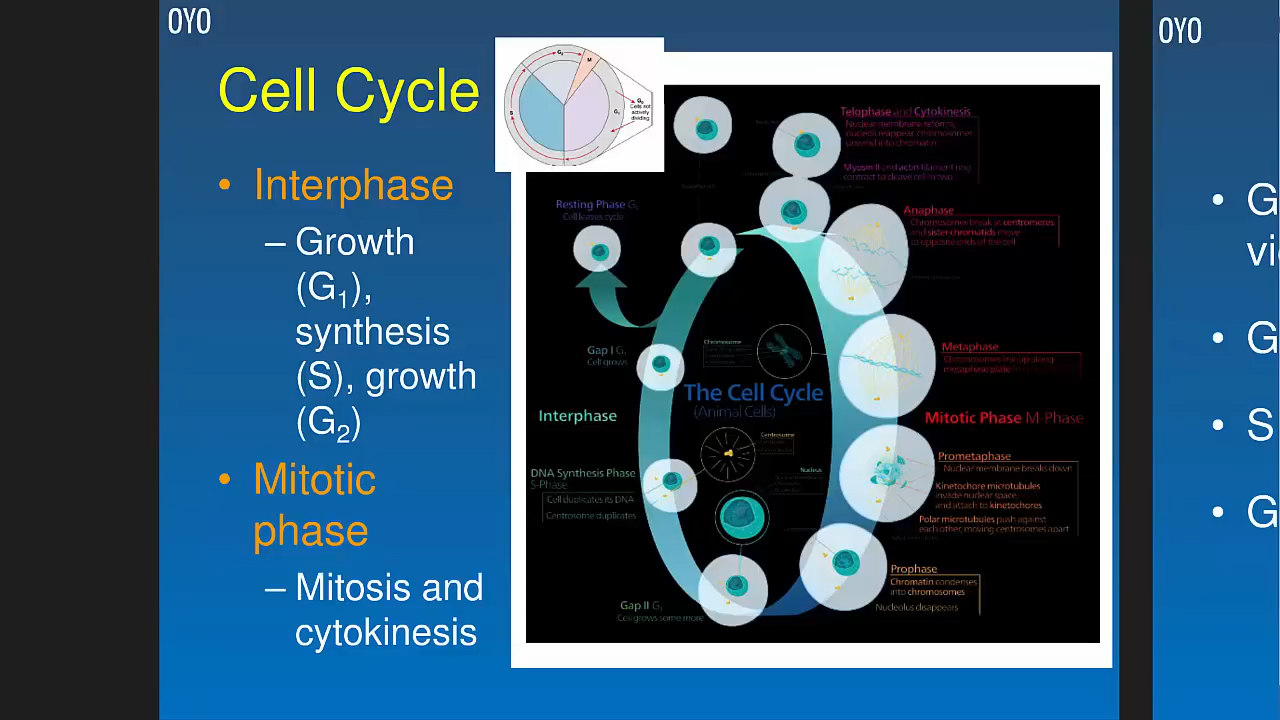 OYO
OYO
Cell Cycle
• Interphase
– Growth
(G1),
synthesis
(S), growth
(G2)
• Mitotic
phase
– Mitosis and
cytokinesis
M
S
G1
G0
Cells not
actively
dividing
Telophase and Cytokinesis
Nuclear membrane reforms,
nucleoli reappear chromosomes
unwind into chromatin
Myosin II and actin filament ring
contract to cleave cell in two
Resting Phase G
Cell leaves cycle
Anaphase
Chromosomes break at centromeres
and sister chromatids move
to opposite ends of the cell
Gap I G
Cell grows
Chromosome
Metaphase
Chromosomes line up along
metaphase plate
The Cell Cycle
(Animal Cells)
Interphase
Mitotic Phase M-Phase
Centrosome
Prometaphase
Nuclear membrane breaks down
Kinetochore microtubules
invade nuclear space
and attach to kinetochores
Polar microtubules push against
each other, moving centrosomes apart
Nucleus
DNA Synthesis Phase
S-Phase
Cell duplicates its DNA
Centrosome duplicates
Prophase
Chromatin condenses
into chromosomes
Nucleolus disappears
Gap II G
Cell grows some more
• G
vi
• G
• S
• G